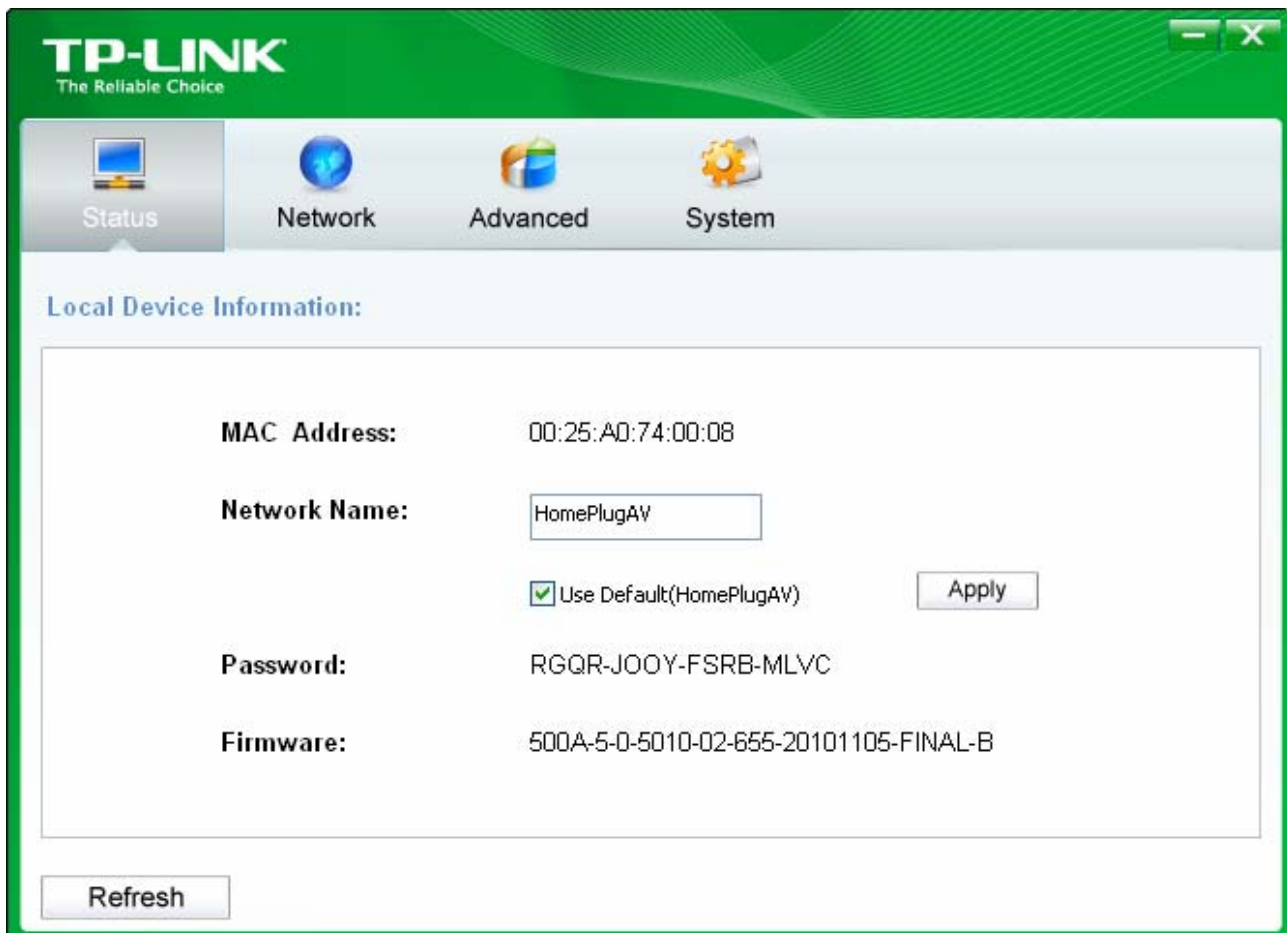 TP-LINK
The Reliable Choice
Status Network Advanced System
Local Device Information:
MAC Address: 00:25:A0:74:00:08
Network Name: HomePlugAV
Use Default(HomePlugAV) Apply
Password: RGQR-JOOY-FSRB-MLVC
Firmware: 500A-5-0-5010-02-655-20101105-FINAL-B
Refresh